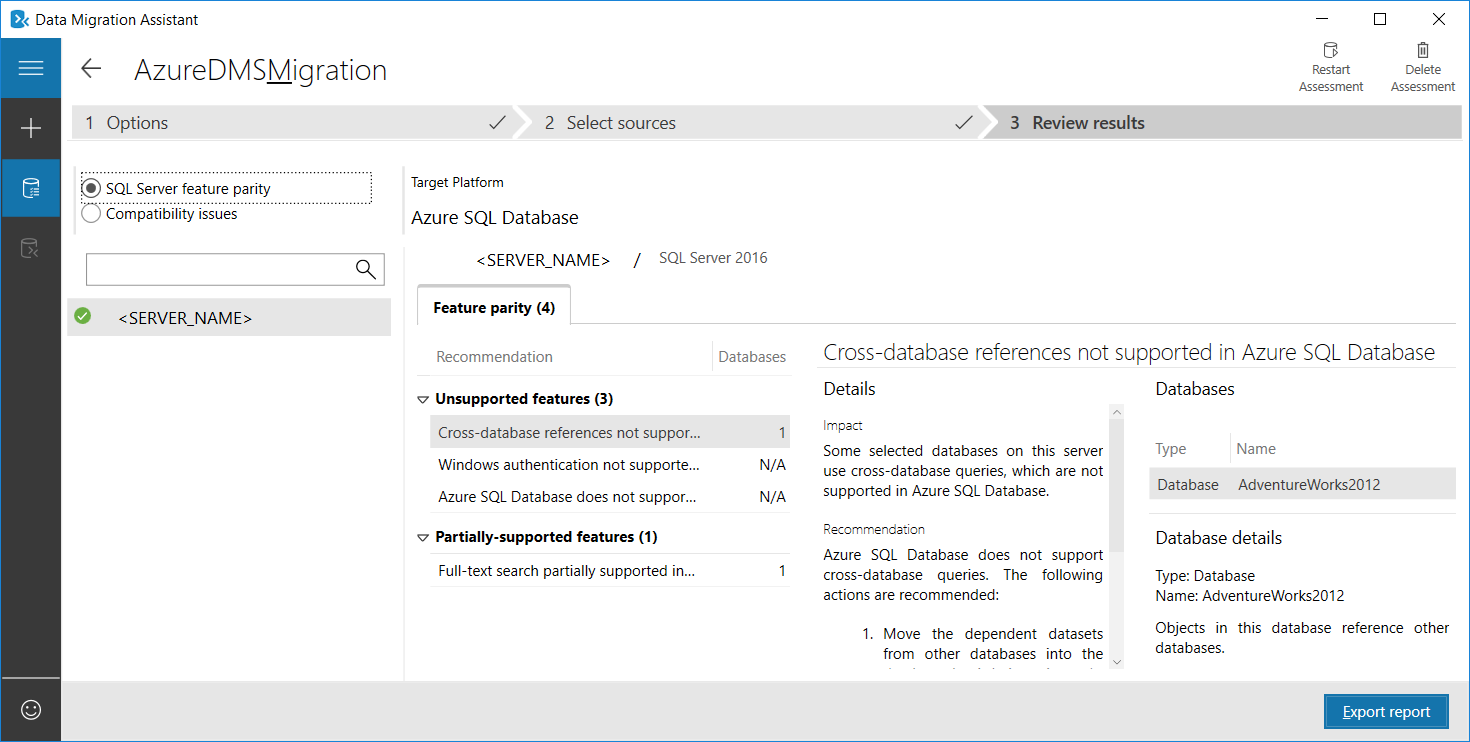 Data Migration Assistant
AzureDMSMigration
Restart
Assessment
Delete
Assessment
1 Options
2 Select sources
3 Review results
SQL Server feature parity
Compatibility issues
<SERVER_NAME>
Target Platform
Azure SQL Database
<SERVER_NAME> / SQL Server 2016
Feature parity (4)
Recommendation Databases
Unsupported features (3)
Cross-database references not suppor... 1
Windows authentication not supporte... N/A
Azure SQL Database does not suppor... N/A
Partially-supported features (1)
Full-text search partially supported in... 1
Cross-database references not supported in Azure SQL Database
Details
Impact
Some selected databases on this server
use cross-database queries, which are not
supported in Azure SQL Database.
Recommendation
Azure SQL Database does not support
cross-database queries. The following
actions are recommended:
1. Move the dependent datasets
from other databases into the
Databases
Type Name
Database AdventureWorks2012
Database details
Type: Database
Name: AdventureWorks2012
Objects in this database reference other
databases.
Export report